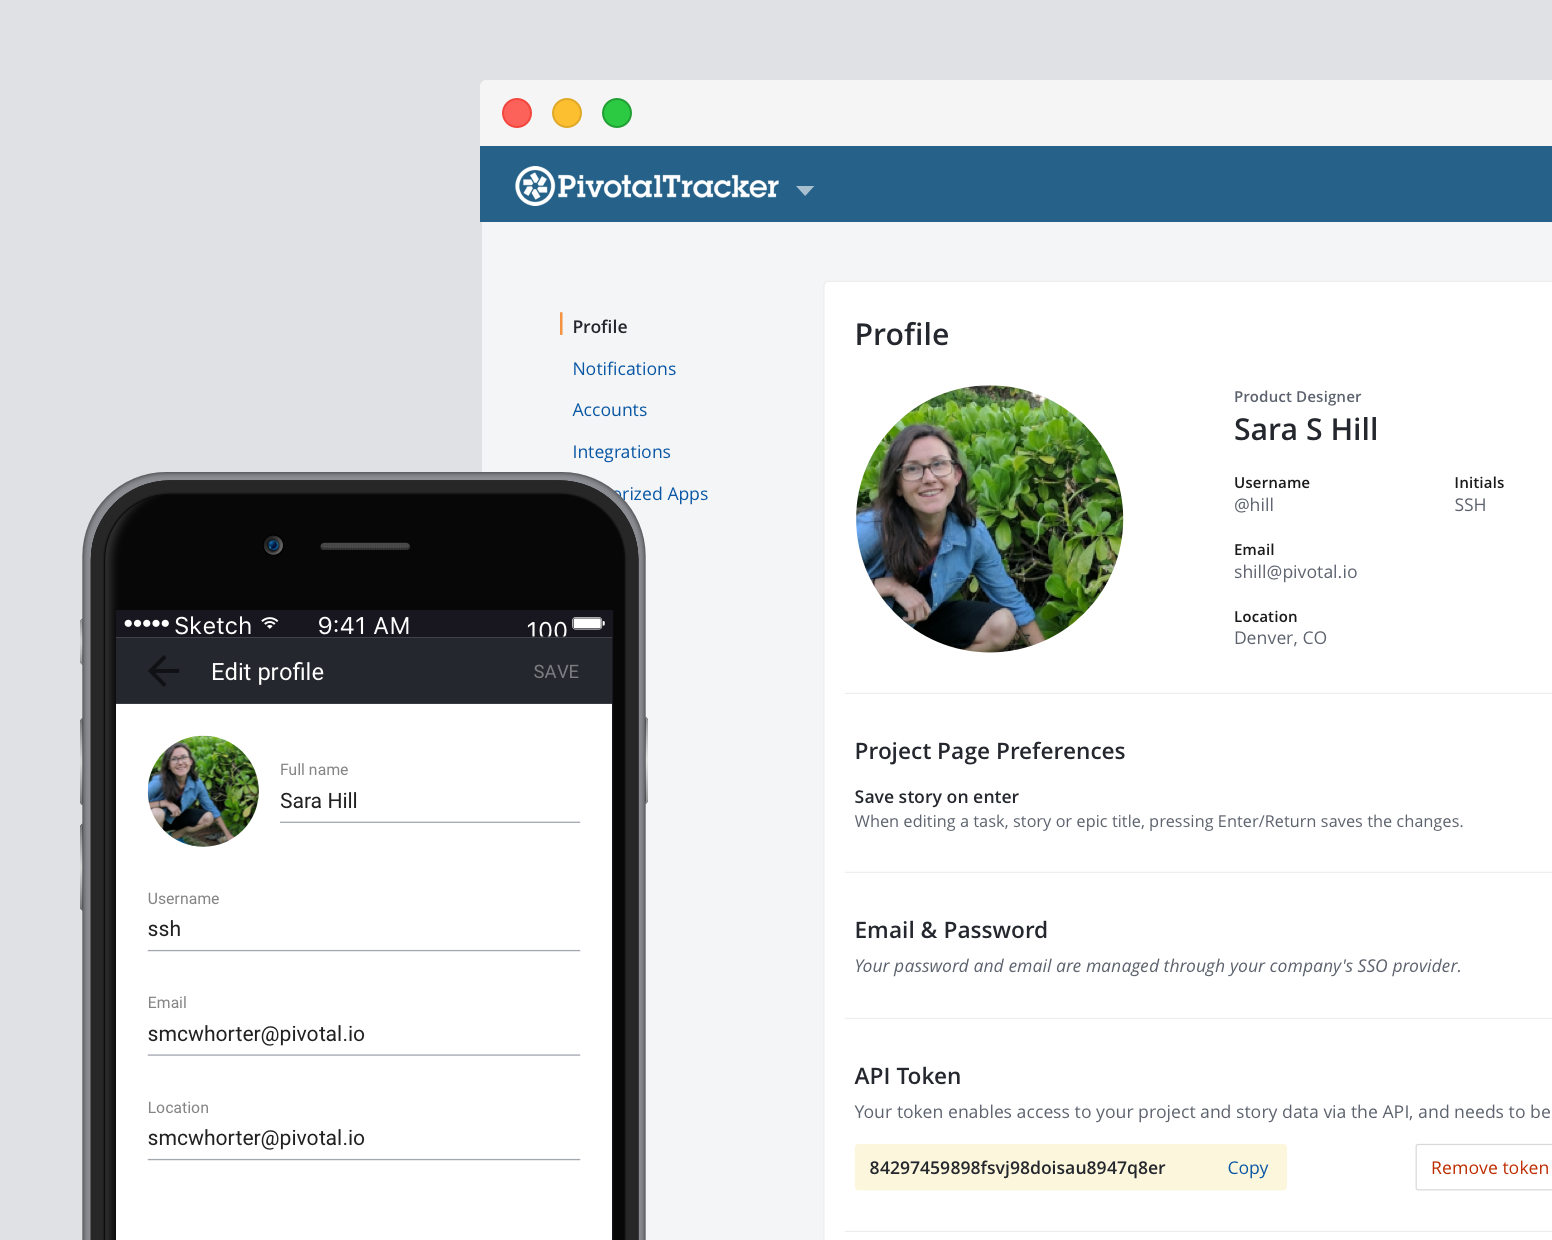 PivotalTracker
Profile
Notifications
Accounts
Integrations
orized Apps
Profile
Product Designer
Sara S Hill
Username
@hill
Initials
SSH
Email
shill@pivotal.io
Location
Denver, CO
Project Page Preferences
Save story on enter
When editing a task, story or epic title, pressing Enter/Return saves the changes.
Email & Password
Your password and email are managed through your company's SSO provider.
API Token
Your token enables access to your project and story data via the API, and needs to be
84297459898fsvj98doisau8947q8er
Copy
Remove token
Sketch 9:41 AM 100
Edit profile
SAVE
Full name
Sara Hill
Username
ssh
Email
smcwhorter@pivotal.io
Location
smcwhorter@pivotal.io